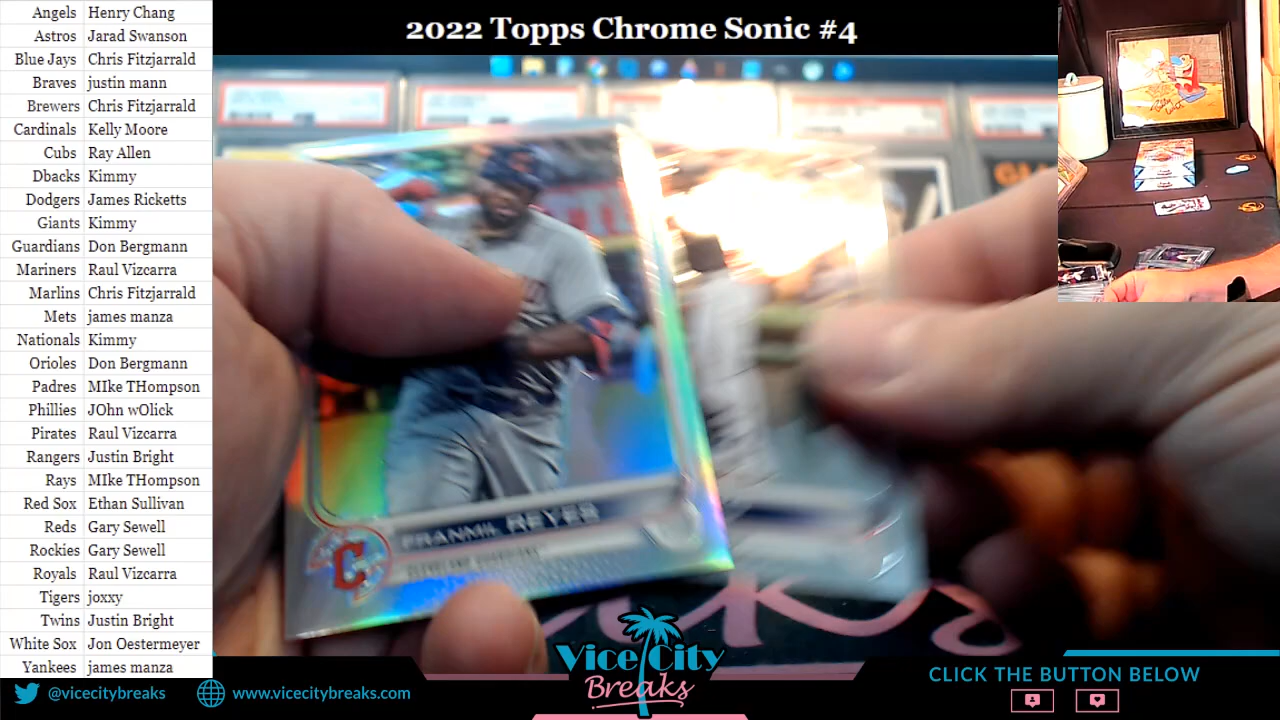 2022 Topps Chrome Sonic #4
Angels Henry Chang
Astros Jarad Swanson
Blue Jays Chris Fitzjarrald
Braves justin mann
Brewers Chris Fitzjarrald
Cardinals Kelly Moore
Cubs Ray Allen
Dbacks Kimmy
Dodgers James Ricketts
Giants Kimmy
Guardians Don Bergmann
Mariners Raul Vizcarra
Marlins Chris Fitzjarrald
Mets james manza
Nationals Kimmy
Orioles Don Bergmann
Padres MIke THompson
Phillies JOhn wOlick
Pirates Raul Vizcarra
Rangers Justin Bright
Rays MIke THompson
Red Sox Ethan Sullivan
Reds Gary Sewell
Rockies Gary Sewell
Royals Raul Vizcarra
Tigers joxxy
Twins Justin Bright
White Sox Jon Oestermeyer
Yankees james manza
FRANMIL REYES
CLEVELAND GUARDIANS
C
Vice City
Breaks
CLICK THE BUTTON BELOW
@vicecitybreaks
www.vicecitybreaks.com